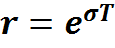 r = e^{σT}